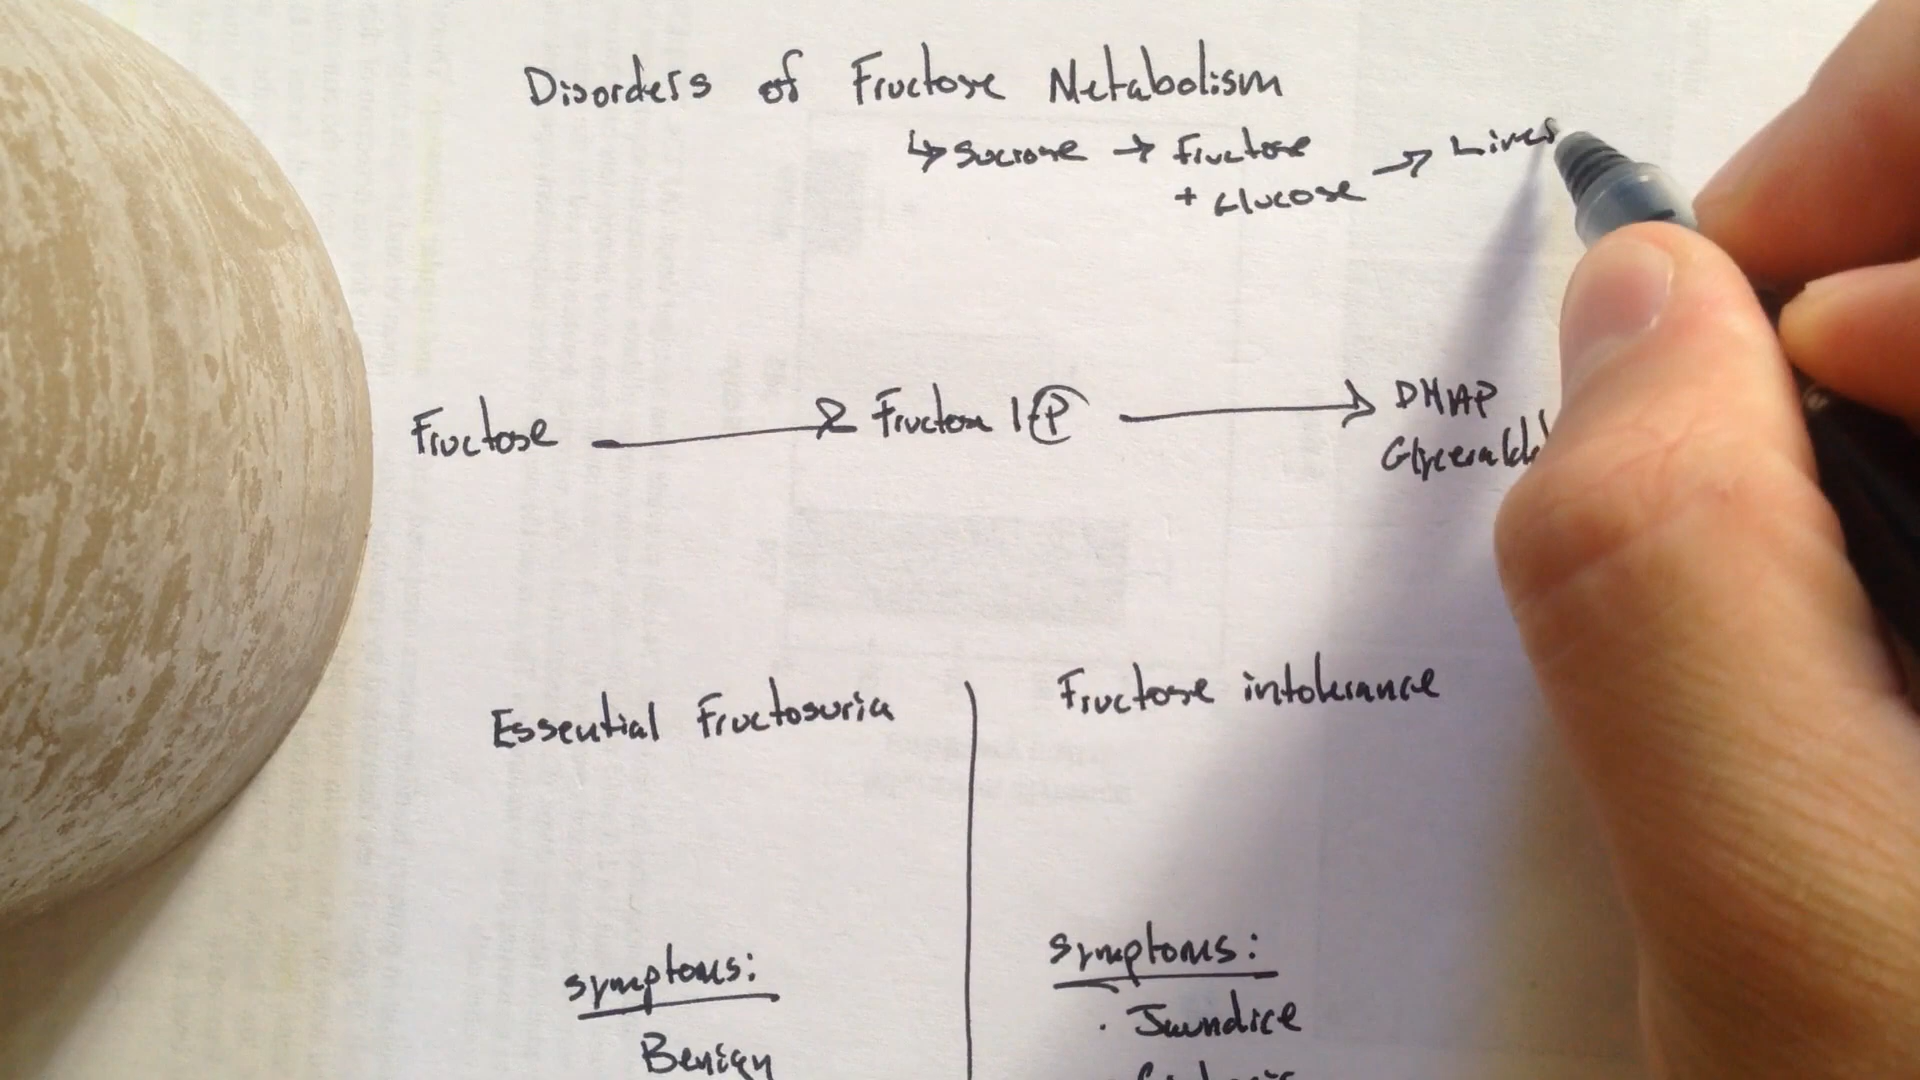 Disorders of Fructose Metabolism
↳ Sucrose → Fructose → Liver
+ Glucose
Fructose → Fructose 1-P → DHAP
Glyceraldeh
Essential Fructosuria
Fructose intolerance
symptoms:
Benign
symptoms:
· Jaundice